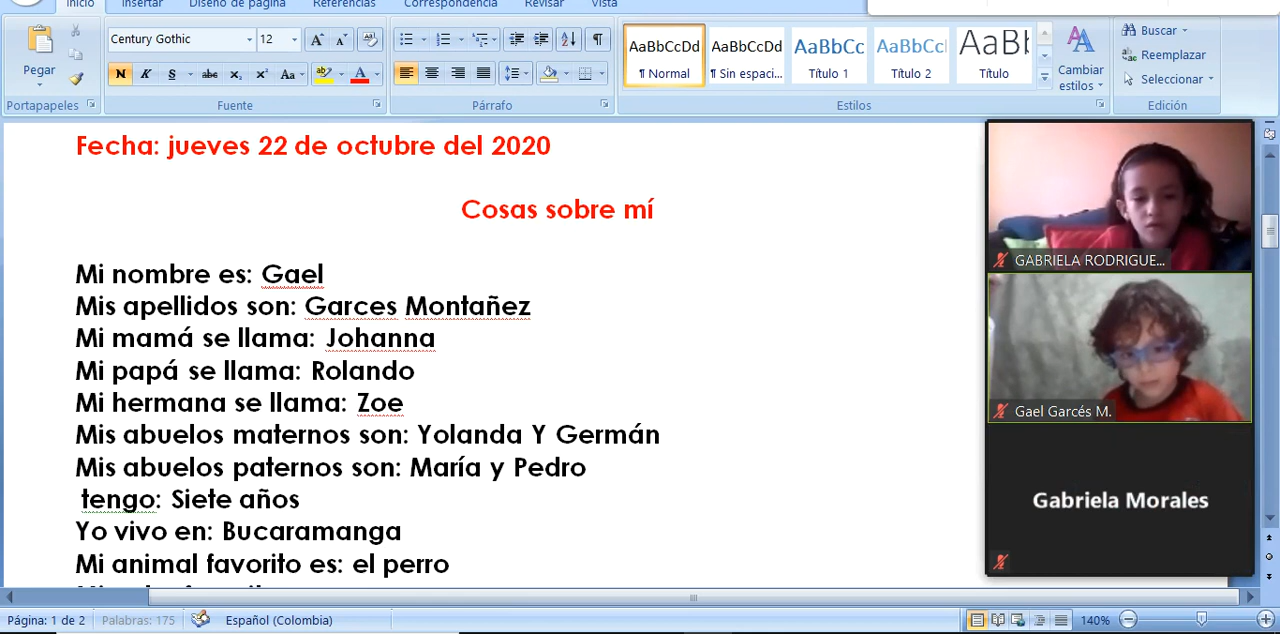 Inicio Insertar Diseño de página Referencias Correspondencia Revisar Vista
Century Gothic 12
AaBbCcDd AaBbCcDd AaBbCc AaBbCc
Pegar
N K S abc x₂ x² Aa
¶ Normal ¶ Sin espaci... Título 1 Título 2 Título
Cambiar estilos
Buscar
Reemplazar
Seleccionar
Portapapeles Fuente Párrafo Estilos Edición
Fecha: jueves 22 de octubre del 2020
Cosas sobre mí
Mi nombre es: Gael
Mis apellidos son: Garces Montañez
Mi mamá se llama: Johanna
Mi papá se llama: Rolando
Mi hermana se llama: Zoe
Mis abuelos maternos son: Yolanda Y Germán
Mis abuelos paternos son: María y Pedro
tengo: Siete años
Yo vivo en: Bucaramanga
Mi animal favorito es: el perro
GABRIELA RODRIGUE...
Gael Garcés M.
Gabriela Morales
Página: 1 de 2 Palabras: 175 Español (Colombia) 140%